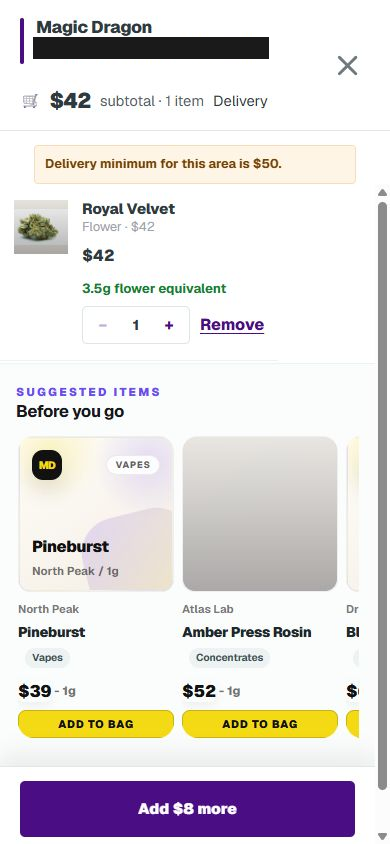 Magic Dragon
$42 subtotal · 1 item Delivery
Delivery minimum for this area is $50.
Royal Velvet
Flower · $42
$42
3.5g flower equivalent
− 1 + Remove
SUGGESTED ITEMS
Before you go
MD VAPES
Pineburst
North Peak / 1g
North Peak Atlas Lab Dr
Pineburst Amber Press Rosin Bl
Vapes Concentrates
$39 - 1g $52 - 1g $
ADD TO BAG ADD TO BAG
Add $8 more